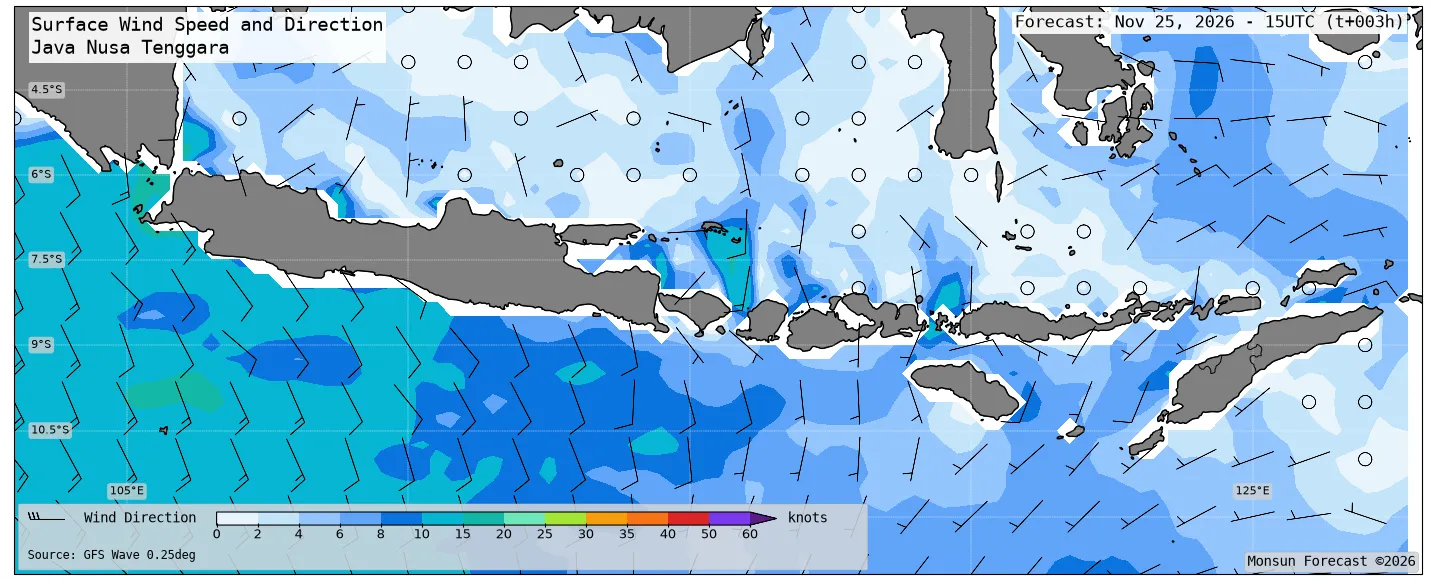 Surface Wind Speed and Direction
Java Nusa Tenggara
Forecast: Nov 25, 2026 - 15UTC (t+003h)
4.5°S
6°S
7.5°S
9°S
10.5°S
105°E
125°E
Wind Direction
0 2 4 6 8 10 15 20 25 30 35 40 50 60
knots
Source: GFS Wave 0.25deg
Monsun Forecast ©2026